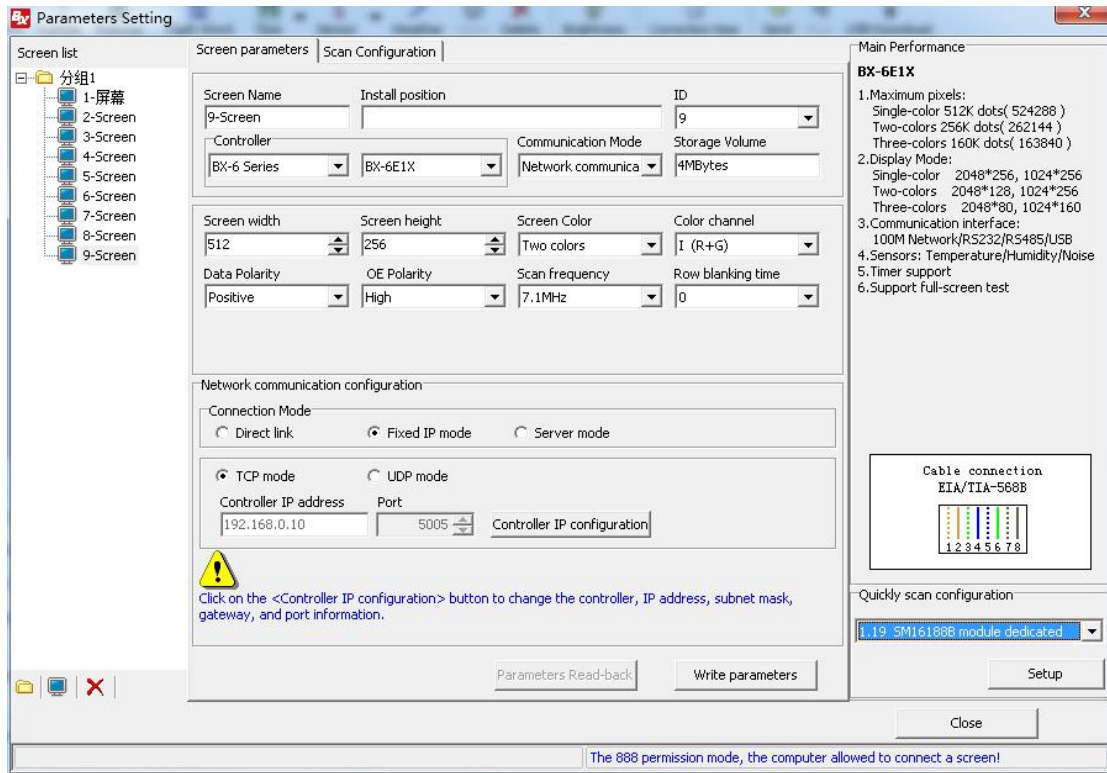 BX Parameters Setting
Screen list
分组1
1-屏幕
2-Screen
3-Screen
4-Screen
5-Screen
6-Screen
7-Screen
8-Screen
9-Screen
Screen parameters Scan Configuration
Screen Name Install position ID
9-Screen 9
Controller Communication Mode Storage Volume
BX-6 Series BX-6E1X Network communica 4MBytes
Screen width Screen height Screen Color Color channel
512 256 Two colors I (R+G)
Data Polarity OE Polarity Scan frequency Row blanking time
Positive High 7.1MHz 0
Network communication configuration
Connection Mode
Direct link Fixed IP mode Server mode
TCP mode UDP mode
Controller IP address Port
192.168.0.10 5005 Controller IP configuration
Click on the <Controller IP configuration> button to change the controller, IP address, subnet mask,
gateway, and port information.
Parameters Read-back Write parameters
Main Performance
BX-6E1X
1.Maximum pixels:
Single-color 512K dots( 524288 )
Two-colors 256K dots( 262144 )
Three-colors 160K dots( 163840 )
2.Display Mode:
Single-color 2048*256, 1024*256
Two-colors 2048*128, 1024*256
Three-colors 2048*80, 1024*160
3.Communication interface:
100M Network/RS232/RS485/USB
4.Sensors: Temperature/Humidity/Noise
5.Timer support
6.Support full-screen test
Cable connection
EIA/TIA-568B
12345678
Quickly scan configuration
1.19 SM16188B module dedicated
Setup
Close
The 888 permission mode, the computer allowed to connect a screen!